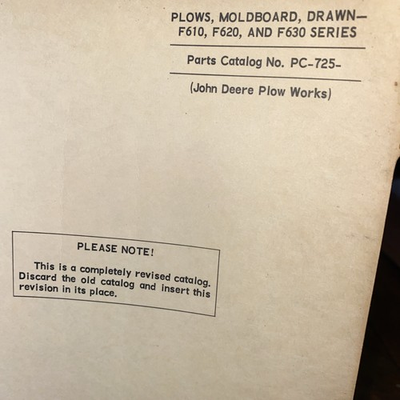 PLOWS, MOLDBOARD, DRAWN—
F610, F620, AND F630 SERIES
Parts Catalog No. PC-725-
(John Deere Plow Works)
PLEASE NOTE!
This is a completely revised catalog.
Discard the old catalog and insert this
revision in its place.